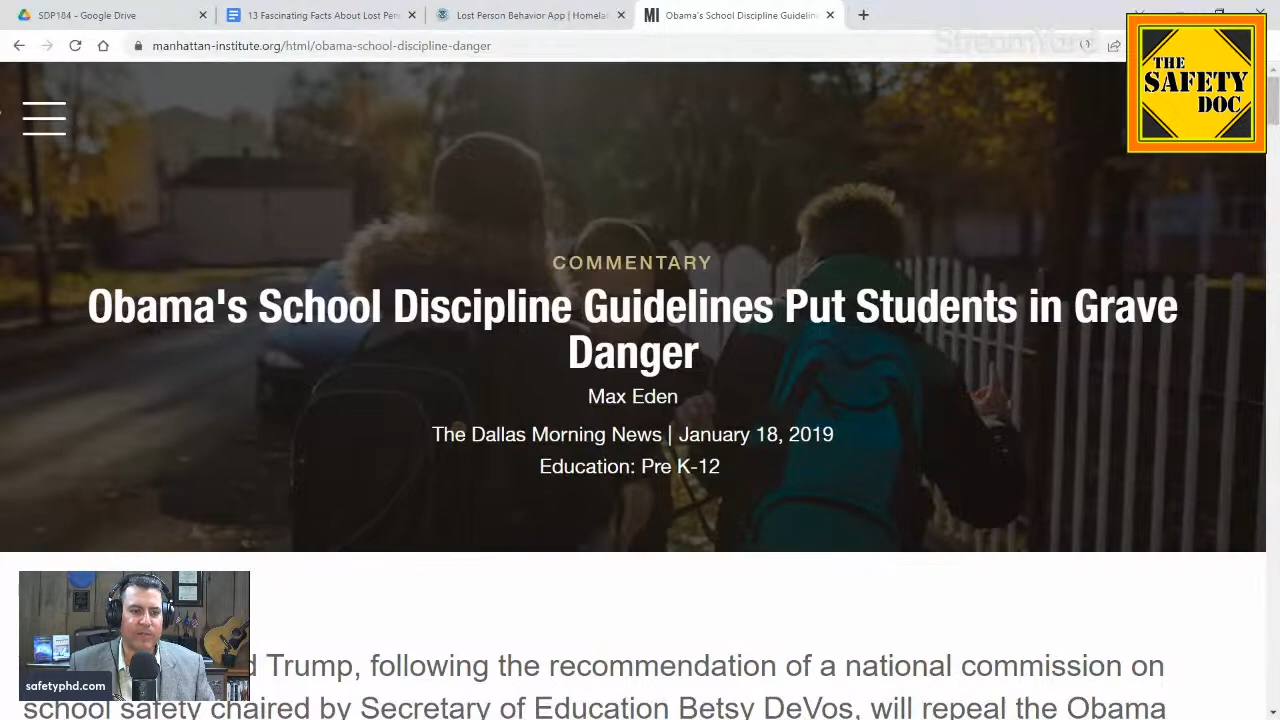 SDP184 - Google Drive
13 Fascinating Facts About Lost Pe
Lost Person Behavior App | Homela
MI
Obama's School Discipline Guidelin
manhattan-institute.org/html/obama-school-discipline-danger
StreamYard
THE
SAFETY
DOC
COMMENTARY
Obama's School Discipline Guidelines Put Students in Grave
Danger
Max Eden
The Dallas Morning News | January 18, 2019
Education: Pre K-12
d Trump, following the recommendation of a national commission on
safetyphd.com
school safety chaired by Secretary of Education Betsy DeVos, will repeal the Obama